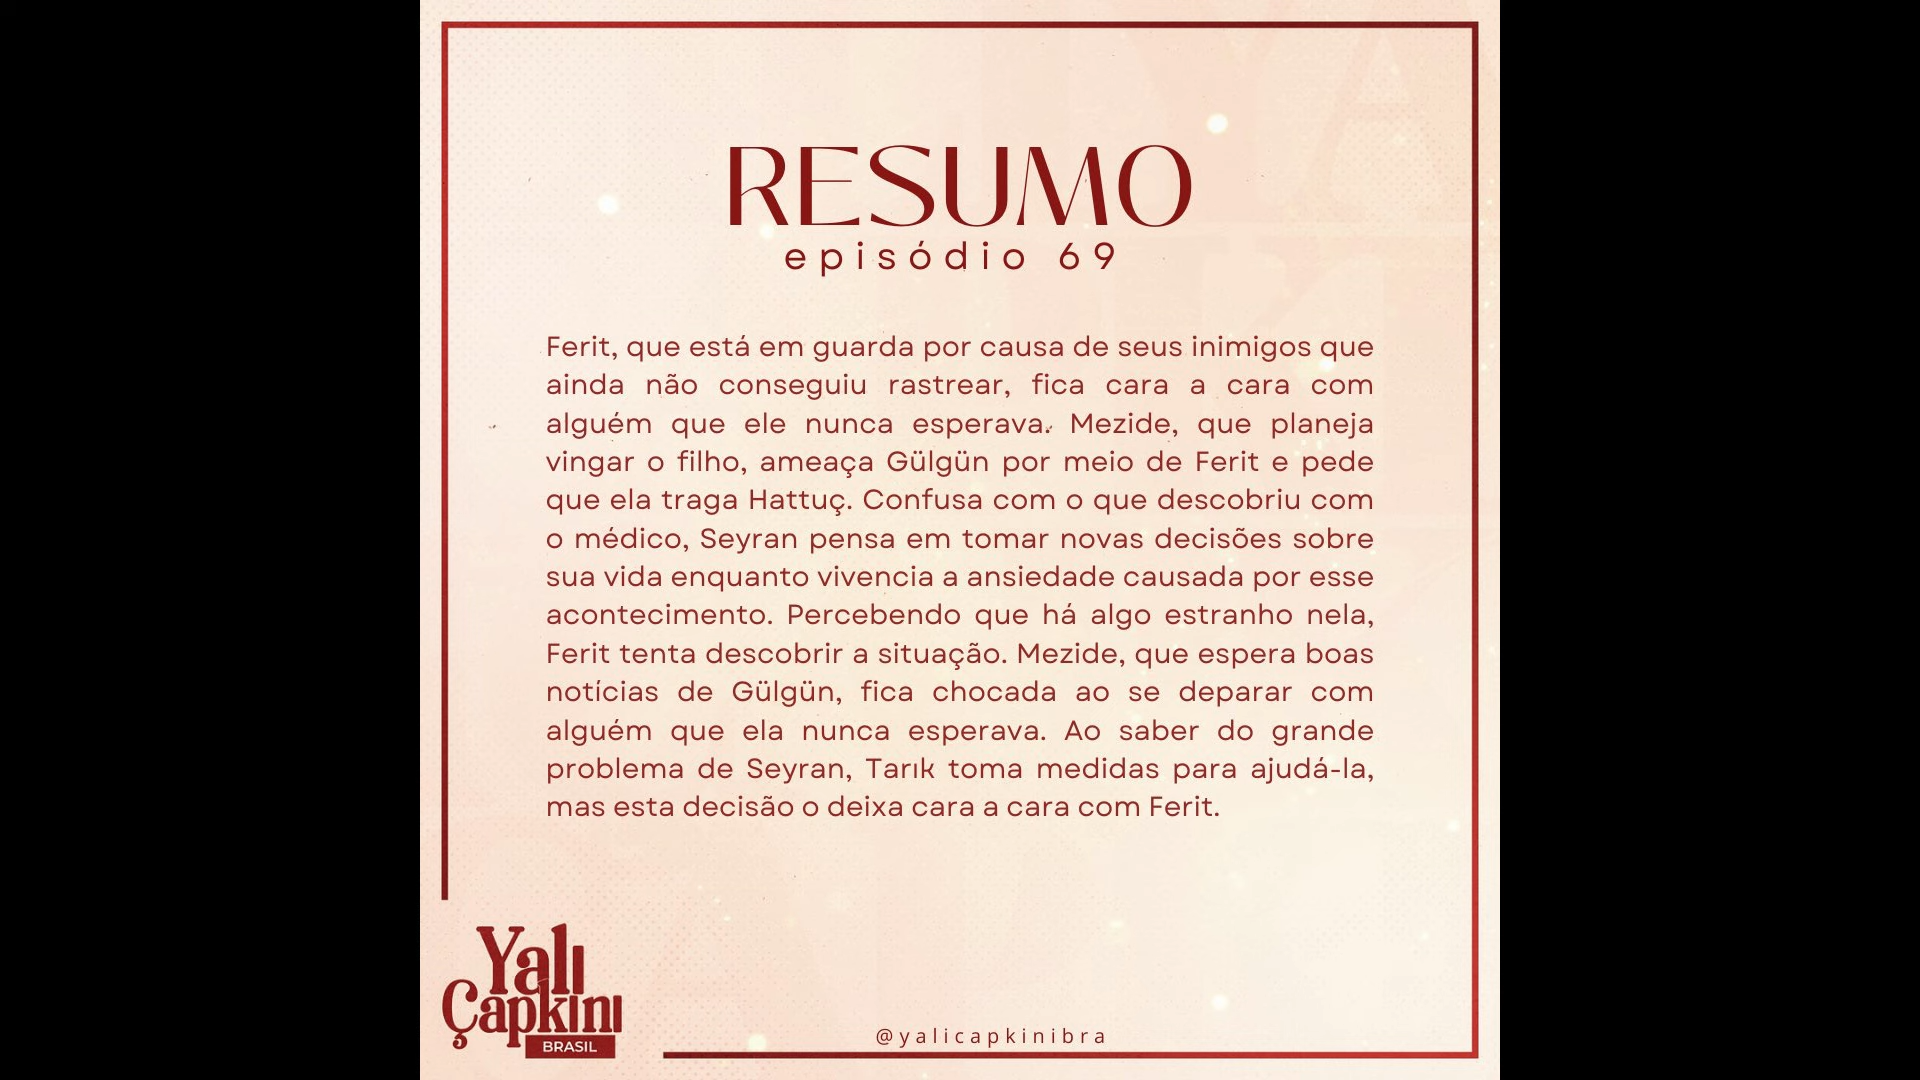 RESUMO
episódio 69
Ferit, que está em guarda por causa de seus inimigos que
ainda não conseguiu rastrear, fica cara a cara com
alguém que ele nunca esperava. Mezide, que planeja
vingar o filho, ameaça Gülgün por meio de Ferit e pede
que ela traga Hattuç. Confusa com o que descobriu com
o médico, Seyran pensa em tomar novas decisões sobre
sua vida enquanto vivencia a ansiedade causada por esse
acontecimento. Percebendo que há algo estranho nela,
Ferit tenta descobrir a situação. Mezide, que espera boas
notícias de Gülgün, fica chocada ao se deparar com
alguém que ela nunca esperava. Ao saber do grande
problema de Seyran, Tarık toma medidas para ajudá-la,
mas esta decisão o deixa cara a cara com Ferit.
Yalı
Çapkını
BRASIL
@yalicapkinibra